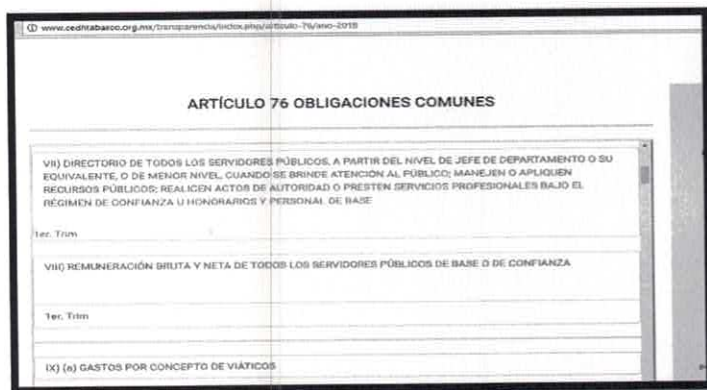 www.cedhtabasco.org.mx/transparencia/index.php/articulo-76/ano-2018
ARTÍCULO 76 OBLIGACIONES COMUNES
VII) DIRECTORIO DE TODOS LOS SERVIDORES PÚBLICOS, A PARTIR DEL NIVEL DE JEFE DE DEPARTAMENTO O SU
EQUIVALENTE, O DE MENOR NIVEL, CUANDO SE BRINDE ATENCIÓN AL PÚBLICO; MANEJEN O APLIQUEN
RECURSOS PÚBLICOS; REALICEN ACTOS DE AUTORIDAD O PRESTEN SERVICIOS PROFESIONALES BAJO EL
RÉGIMEN DE CONFIANZA U HONORARIOS Y PERSONAL DE BASE
1er. Trim
VIII) REMUNERACIÓN BRUTA Y NETA DE TODOS LOS SERVIDORES PÚBLICOS DE BASE O DE CONFIANZA
1er. Trim
IX) (a) GASTOS POR CONCEPTO DE VIÁTICOS